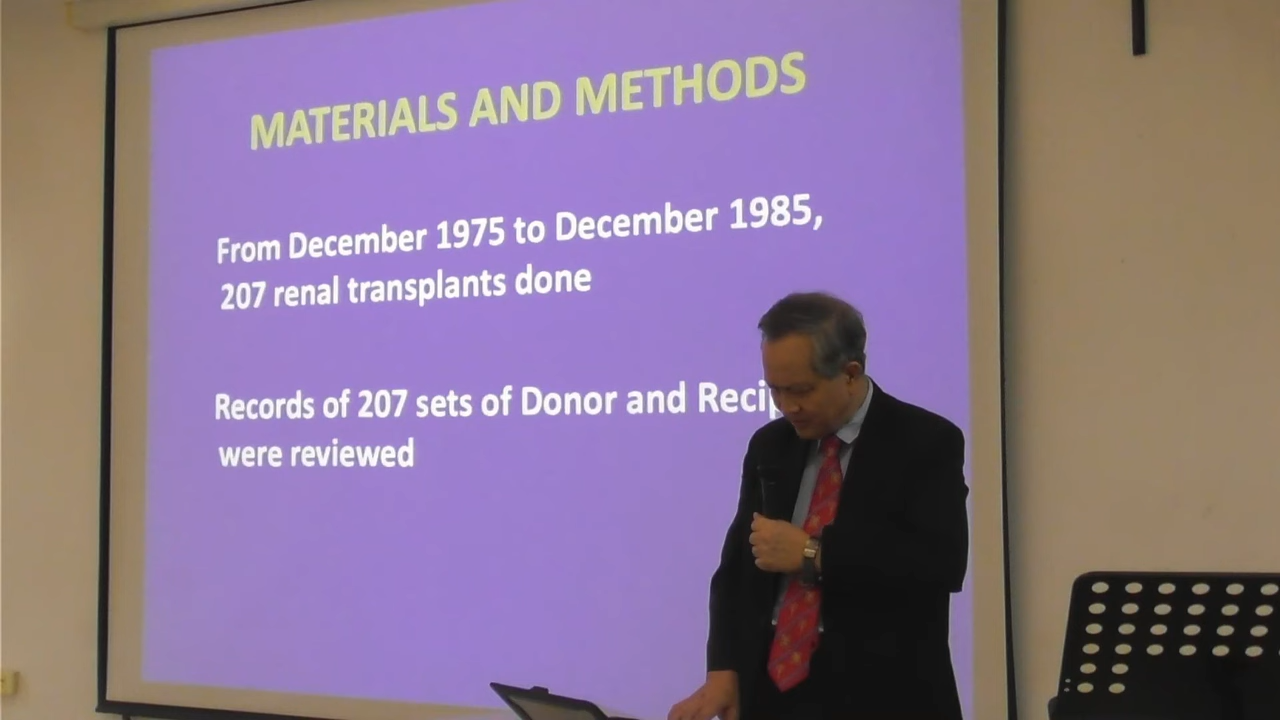 MATERIALS AND METHODS
From December 1975 to December 1985,
207 renal transplants done
Records of 207 sets of Donor and
were reviewed